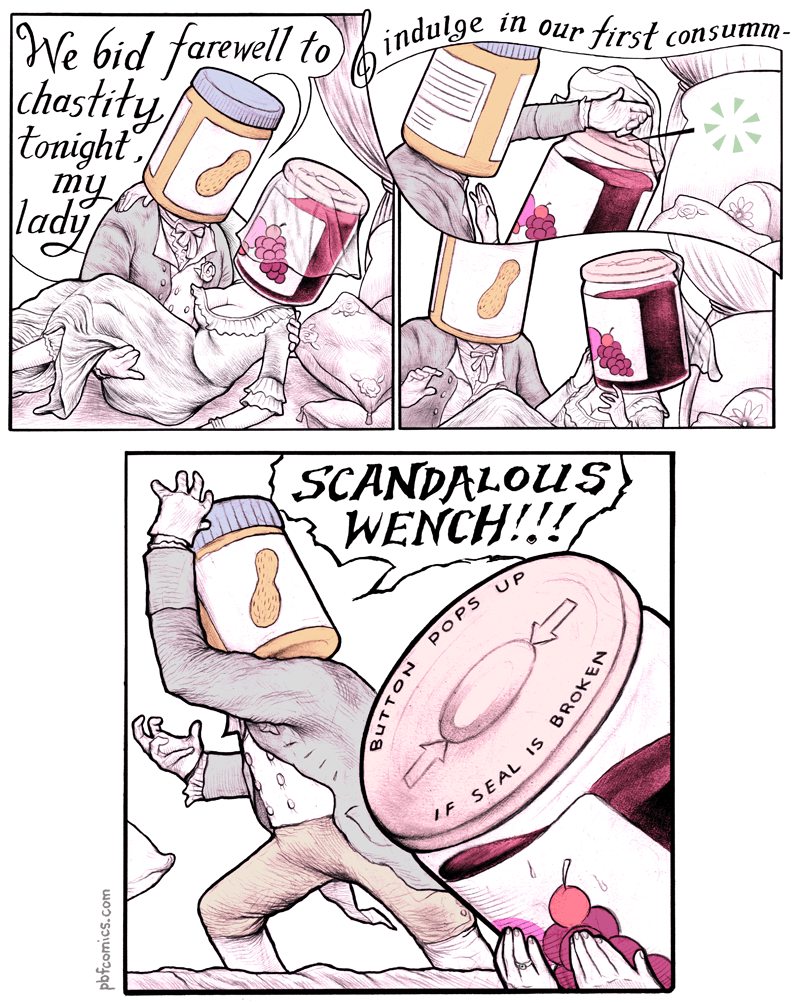 We bid farewell to
chastity
tonight,
my
lady
indulge in our first consumm-
SCANDALOUS
WENCH!!!
BUTTON POPS UP
IF SEAL IS BROKEN
pbfcomics.com